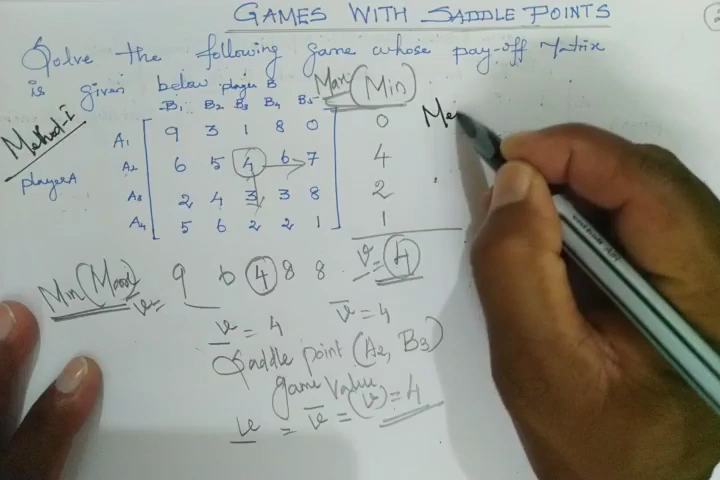 GAMES WITH SADDLE POINTS
Solve the following game whose pay-off Matrix
is given below player B
Max (Min)
B1 B2 B3 B4 B5
Method-I
A1 9 3 1 8 0 0
A2 6 5 4 6 7 4
player A
A3 2 4 3 3 8 2
A4 5 6 2 2 1 1
Me
Min (Max) 9 6 4 8 8
v = 4
v̅ =
v = 4 v̅ = 4
Saddle point (A2, B3)
game value
v = v̅ = (v) = 4